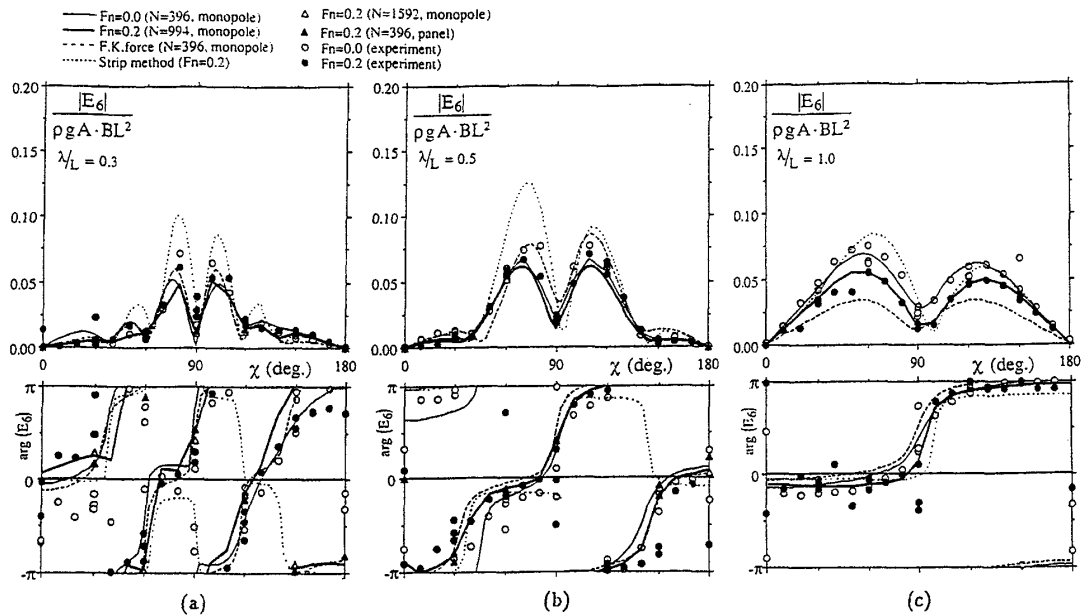 Fn=0.0 (N=396, monopole)
Fn=0.2 (N=994, monopole)
F.K.force (N=396, monopole)
Strip method (Fn=0.2)
Fn=0.2 (N=1592, monopole)
Fn=0.2 (N=396, panel)
Fn=0.0 (experiment)
Fn=0.2 (experiment)
0.20
0.15
0.10
0.05
0.00
|E₆|
ρgA·BL²
λ/L = 0.3
0
90
χ (deg.)
180
π
0
-π
arg (E₆)
(a)
0.20
0.15
0.10
0.05
0.00
|E₆|
ρgA·BL²
λ/L = 0.5
0
90
χ (deg.)
180
π
0
-π
arg (E₆)
(b)
0.20
0.15
0.10
0.05
0.00
|E₆|
ρgA·BL²
λ/L = 1.0
0
90
χ (deg.)
180
π
0
-π
arg (E₆)
(c)